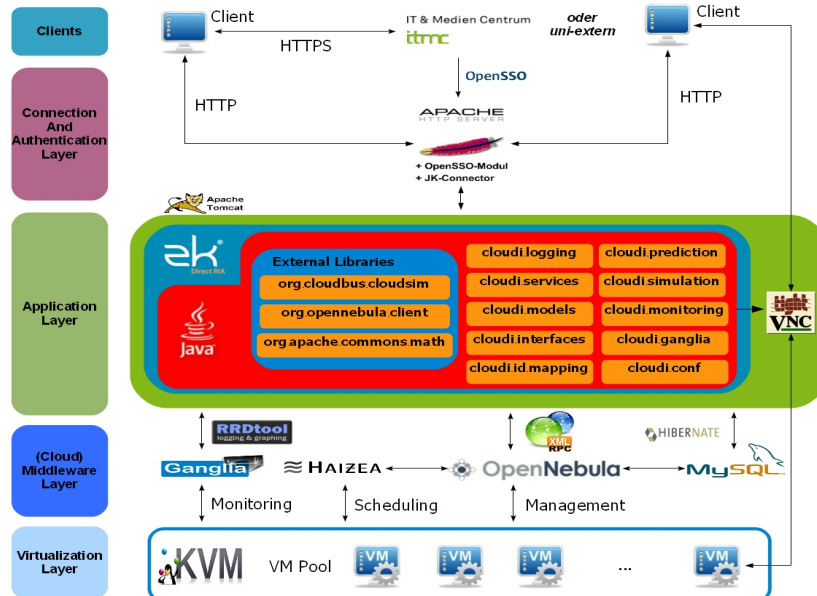 Clients
Client
HTTPS
IT & Medien Centrum
itmc
oder
uni-extern
Client
OpenSSO
Connection
And
Authentication
Layer
HTTP
APACHE
HTTP SERVER
HTTP
+ OpenSSO-Modul
+ JK-Connector
Apache
Tomcat
Application
Layer
zk
Direct RIA
Java
External Libraries
org.cloudbus.cloudsim
org.opennebula.client
org.apache.commons.math
cloudi.logging
cloudi.services
cloudi.models
cloudi.interfaces
cloudi.id.mapping
cloudi.prediction
cloudi.simulation
cloudi.monitoring
cloudi.ganglia
cloudi.conf
tight
VNC
(Cloud)
Middleware
Layer
RRDtool
logging & graphing
XML
RPC
HIBERNATE
Ganglia
HAIZEA
OpenNebula
MySQL
Monitoring
Scheduling
Management
Virtualization
Layer
KVM
VM Pool
VM
VM
VM
...
VM